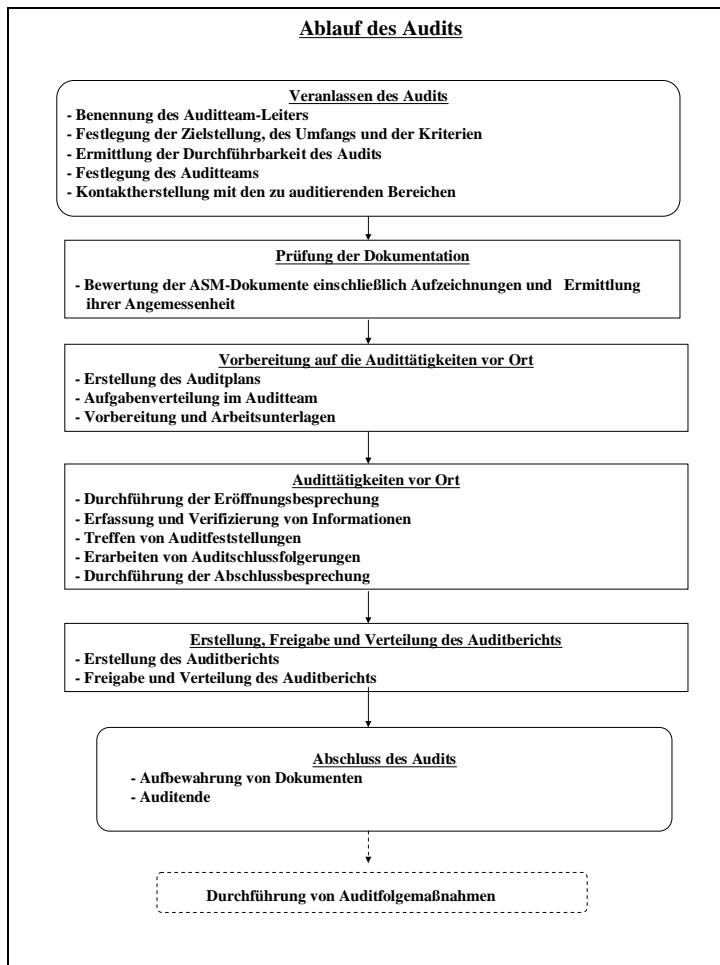 Ablauf des Audits
Veranlassen des Audits
- Benennung des Auditteam-Leiters
- Festlegung der Zielstellung, des Umfangs und der Kriterien
- Ermittlung der Durchführbarkeit des Audits
- Festlegung des Auditteams
- Kontaktherstellung mit den zu auditierenden Bereichen
Prüfung der Dokumentation
- Bewertung der ASM-Dokumente einschließlich Aufzeichnungen und Ermittlung
ihrer Angemessenheit
Vorbereitung auf die Audittätigkeiten vor Ort
- Erstellung des Auditplans
- Aufgabenverteilung im Auditteam
- Vorbereitung und Arbeitsunterlagen
Audittätigkeiten vor Ort
- Durchführung der Eröffnungsbesprechung
- Erfassung und Verifizierung von Informationen
- Treffen von Auditfeststellungen
- Erarbeiten von Auditschlussfolgerungen
- Durchführung der Abschlussbesprechung
Erstellung, Freigabe und Verteilung des Auditberichts
- Erstellung des Auditberichts
- Freigabe und Verteilung des Auditberichts
Abschluss des Audits
- Aufbewahrung von Dokumenten
- Auditende
Durchführung von Auditfolgemaßnahmen